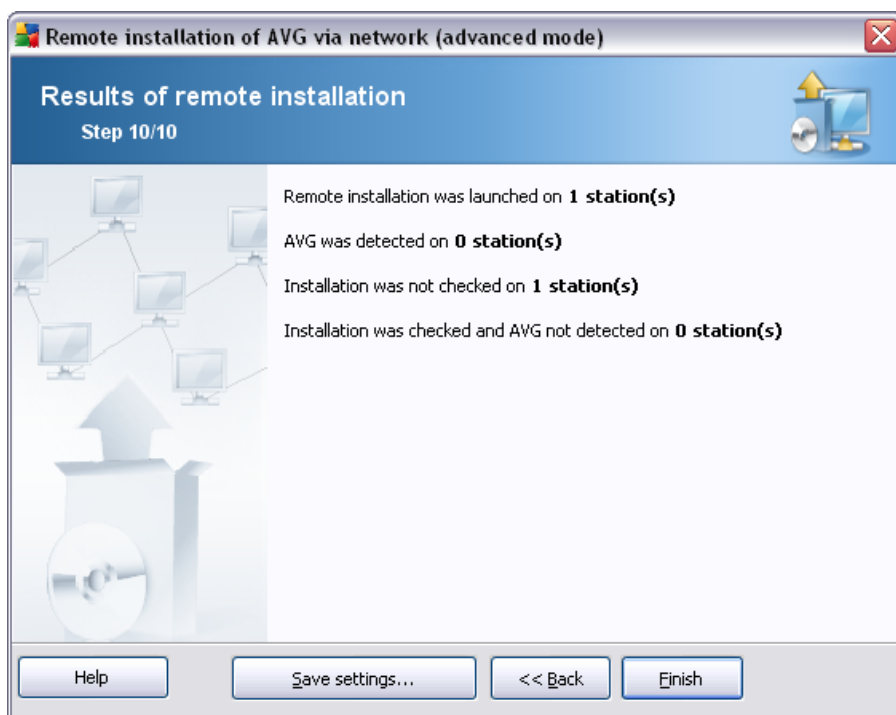 Remote installation of AVG via network (advanced mode)
Results of remote installation
Step 10/10
Remote installation was launched on 1 station(s)
AVG was detected on 0 station(s)
Installation was not checked on 1 station(s)
Installation was checked and AVG not detected on 0 station(s)
Help
Save settings...
<< Back
Finish